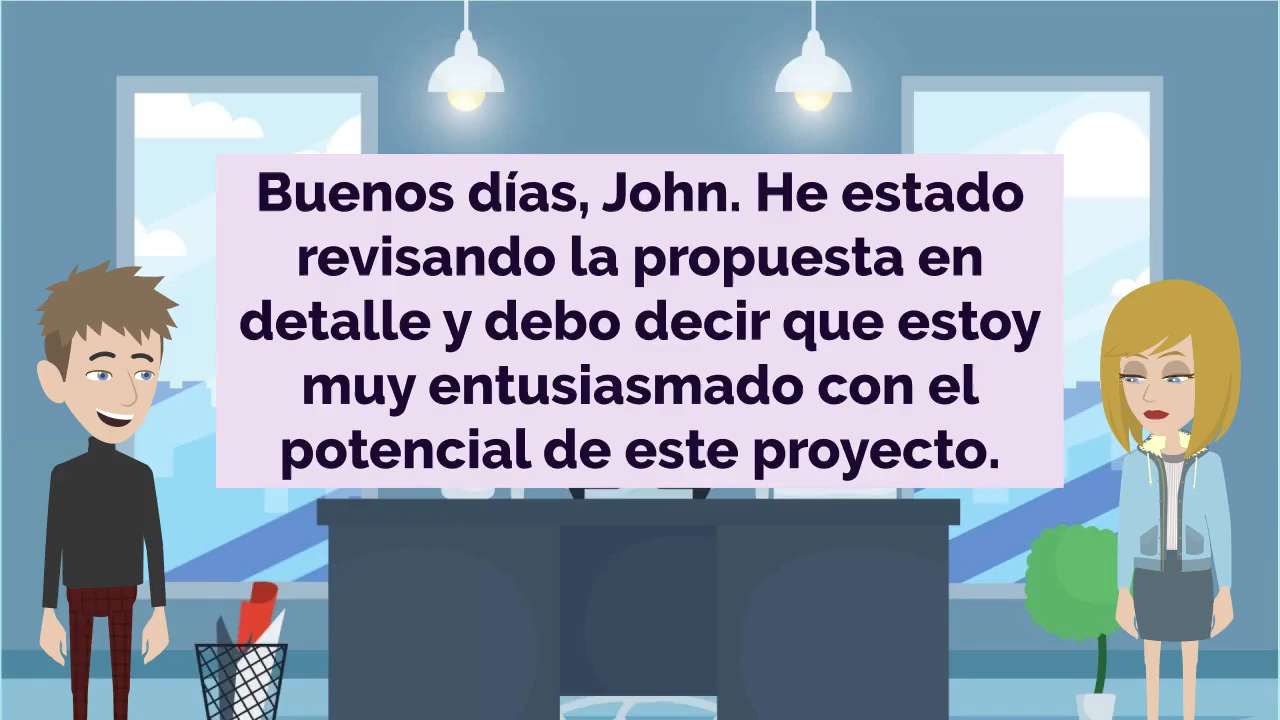 Buenos días, John. He estado
revisando la propuesta en
detalle y debo decir que estoy
muy entusiasmado con el
potencial de este proyecto.